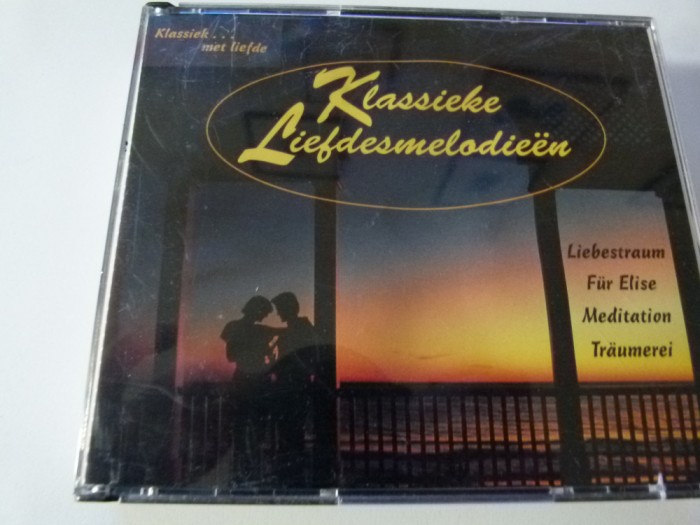 Klassiek...
met liefde
Klassieke
Liefdesmelodieën
Liebestraum
Für Elise
Meditation
Träumerei